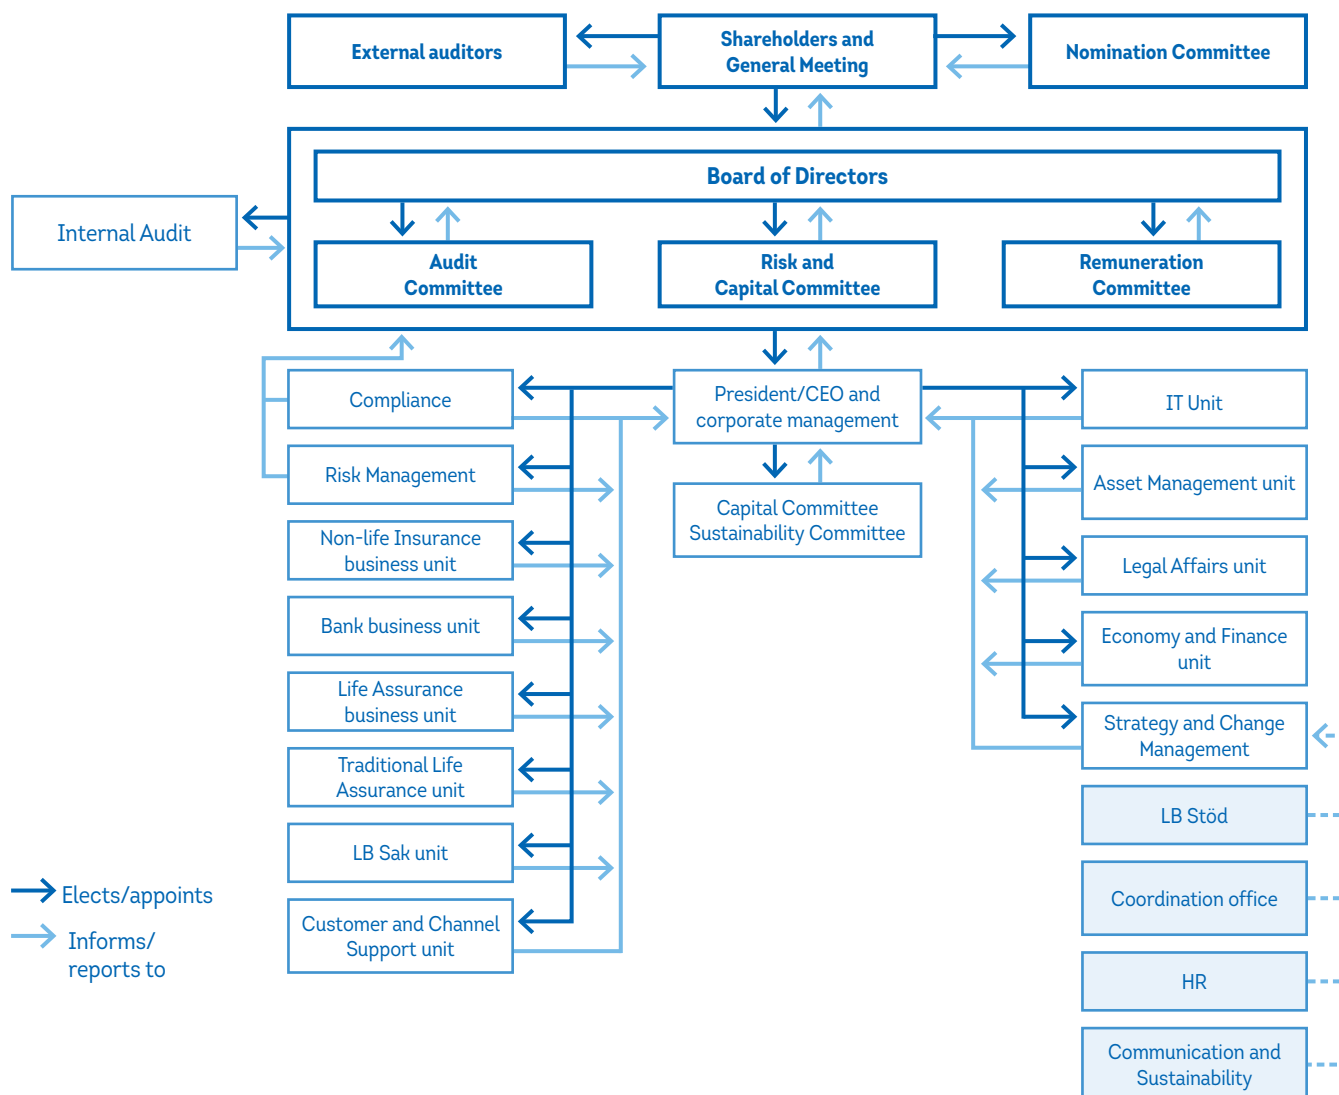 External auditors
Shareholders and
General Meeting
Nomination Committee
Board of Directors
Internal Audit
Audit
Committee
Risk and
Capital Committee
Remuneration
Committee
Compliance
President/CEO and
corporate management
IT Unit
Risk Management
Asset Management unit
Capital Committee
Sustainability Committee
Non-life Insurance
business unit
Legal Affairs unit
Bank business unit
Economy and Finance
unit
Life Assurance
business unit
Strategy and Change
Management
Traditional Life
Assurance unit
LB Stöd
LB Sak unit
Coordination office
Customer and Channel
Support unit
HR
Communication and
Sustainability
Elects/appoints
Informs/
reports to